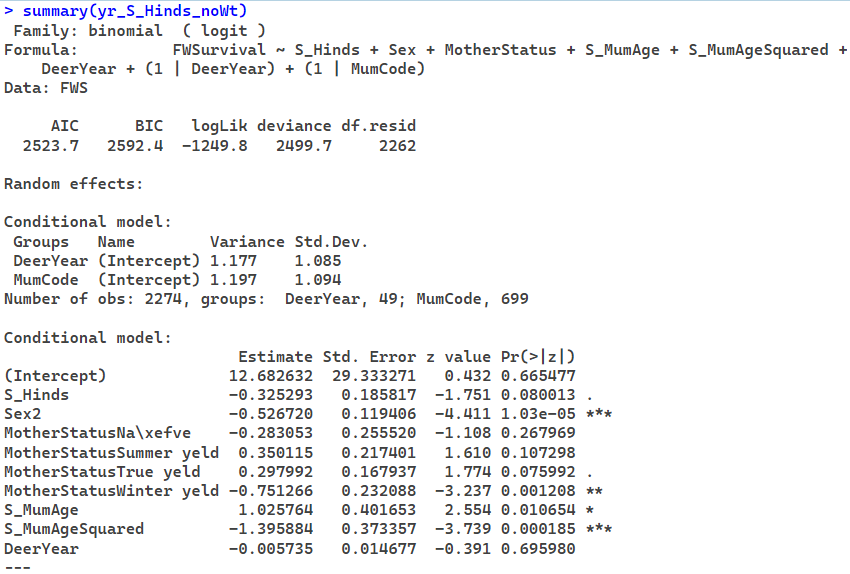 > summary(yr_S_Hinds_noWt)
 Family: binomial  ( logit )
Formula:          FWSurvival ~ S_Hinds + Sex + MotherStatus + S_MumAge + S_MumAgeSquared +
    DeerYear + (1 | DeerYear) + (1 | MumCode)
Data: FWS
     AIC      BIC   logLik deviance df.resid
  2523.7   2592.4  -1249.8   2499.7     2262
Random effects:
Conditional model:
 Groups   Name        Variance Std.Dev.
 DeerYear (Intercept) 1.177    1.085
 MumCode  (Intercept) 1.197    1.094
Number of obs: 2274, groups:  DeerYear, 49; MumCode, 699
Conditional model:
                         Estimate Std. Error z value Pr(>|z|)
(Intercept)             12.682632  29.333271   0.432 0.665477
S_Hinds                 -0.325293   0.185817  -1.751 0.080013 .
Sex2                    -0.526720   0.119406  -4.411 1.03e-05 ***
MotherStatusNa\xefve    -0.283053   0.255520  -1.108 0.267969
MotherStatusSummer yeld  0.350115   0.217401   1.610 0.107298
MotherStatusTrue yeld    0.297992   0.167937   1.774 0.075992 .
MotherStatusWinter yeld -0.751266   0.232088  -3.237 0.001208 **
S_MumAge                 1.025764   0.401653   2.554 0.010654 *
S_MumAgeSquared         -1.395884   0.373357  -3.739 0.000185 ***
DeerYear                -0.005735   0.014677  -0.391 0.695980
---